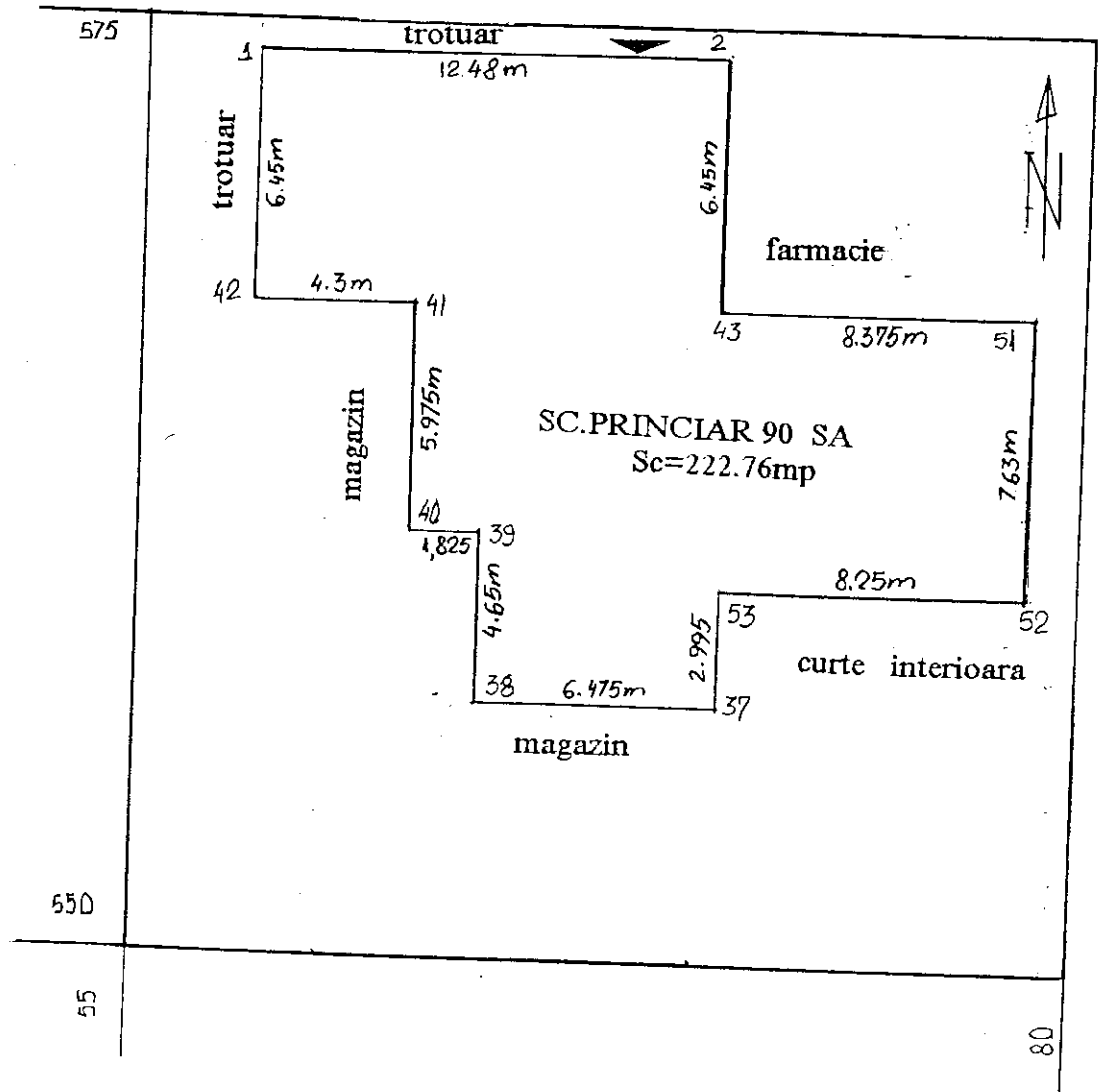 575
trotuar
1
2
12.48m
trotuar
6.45m
6.45m
N
farmacie
42
4.3m
41
43
8.375m
51
magazin
5.975m
SC.PRINCIAR 90 SA
Sc=222.76mp
7.63m
40
39
1,825
4.65m
8.25m
53
52
2.995
curte interioara
38
6.475m
37
magazin
550
55
80